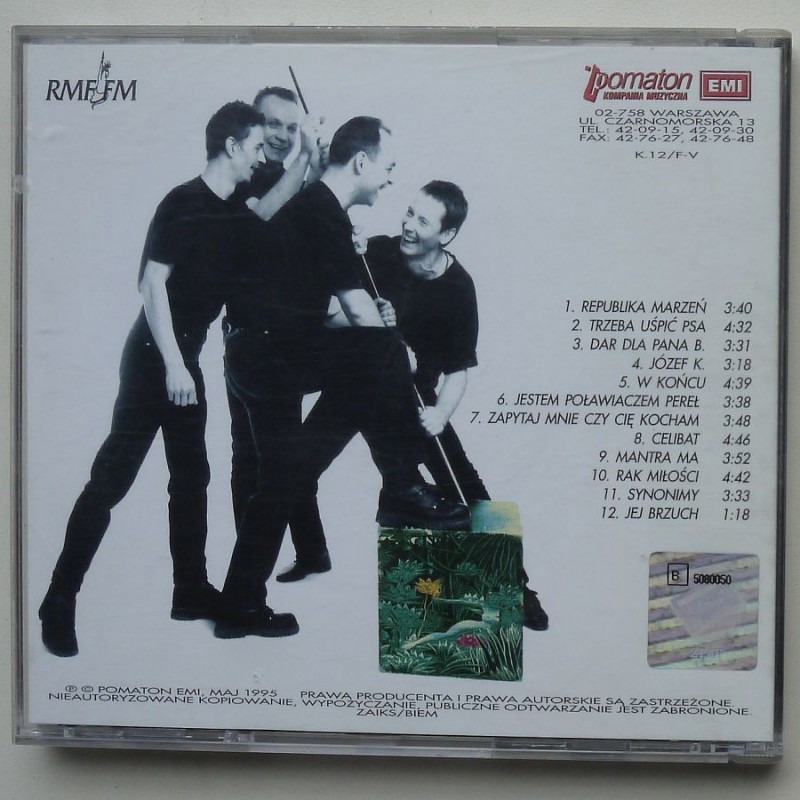 RMF FM
pomaton EMI
KOMPANIA MUZYCZNA
02-758 WARSZAWA
UL. CZARNOMORSKA 13
TEL.: 42-09-15, 42-09-30
FAX: 42-76-27, 42-76-48
K.12/F-V
1. REPUBLIKA MARZEŃ 3:40
2. TRZEBA UŚPIĆ PSA 4:32
3. DAR DLA PANA B. 3:31
4. JÓZEF K. 3:18
5. W KOŃCU 4:39
6. JESTEM POŁAWIACZEM PEREŁ 3:38
7. ZAPYTAJ MNIE CZY CIĘ KOCHAM 3:48
8. CELIBAT 4:46
9. MANTRA MA 3:52
10. RAK MIŁOŚCI 4:42
11. SYNONIMY 3:33
12. JEJ BRZUCH 1:18
B 5080050
℗ © POMATON EMI, MAJ 1995 PRAWA PRODUCENTA I PRAWA AUTORSKIE SĄ ZASTRZEŻONE.
NIEAUTORYZOWANE KOPIOWANIE, WYPOŻYCZANIE, PUBLICZNE ODTWARZANIE JEST ZABRONIONE.
ZAIKS/BIEM